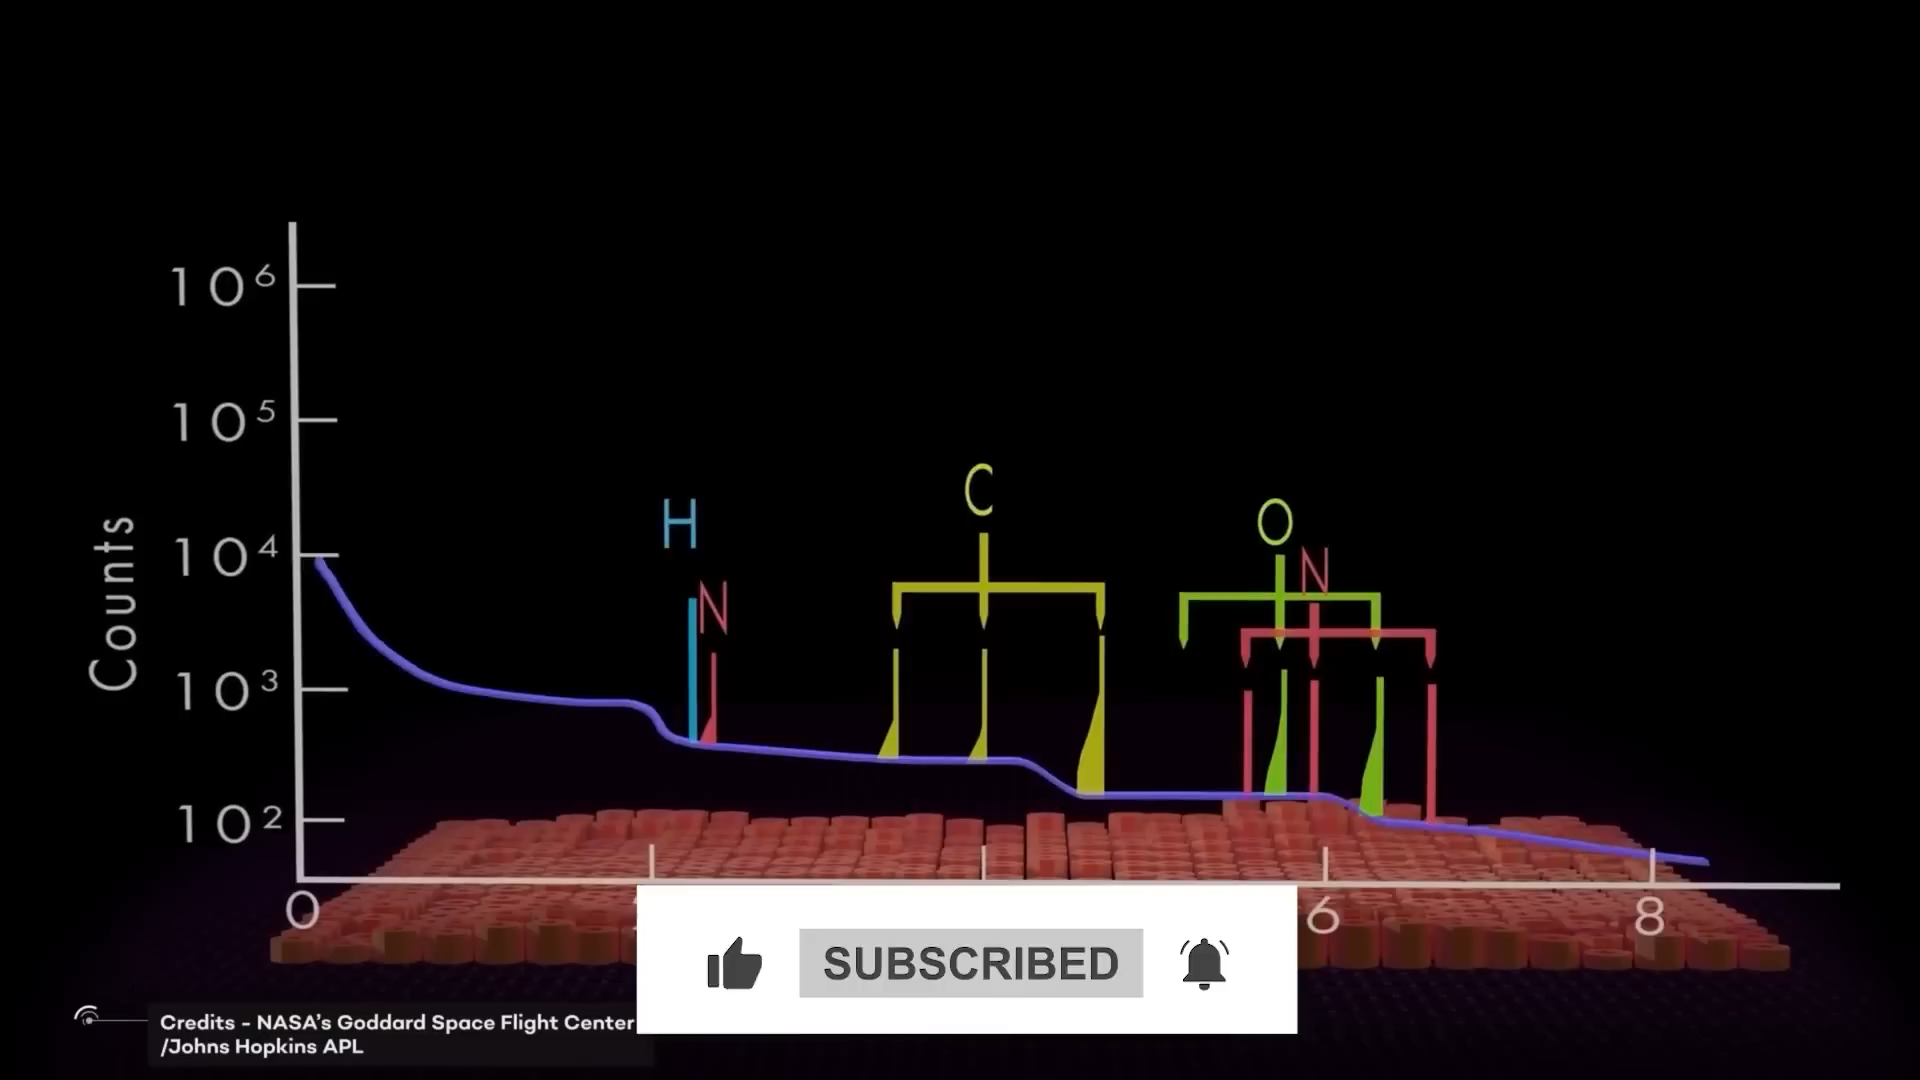 10⁶
10⁵
10⁴
10³
10²
Counts
H
N
C
O
N
0
6
8
SUBSCRIBED
Credits - NASA's Goddard Space Flight Center
/Johns Hopkins APL